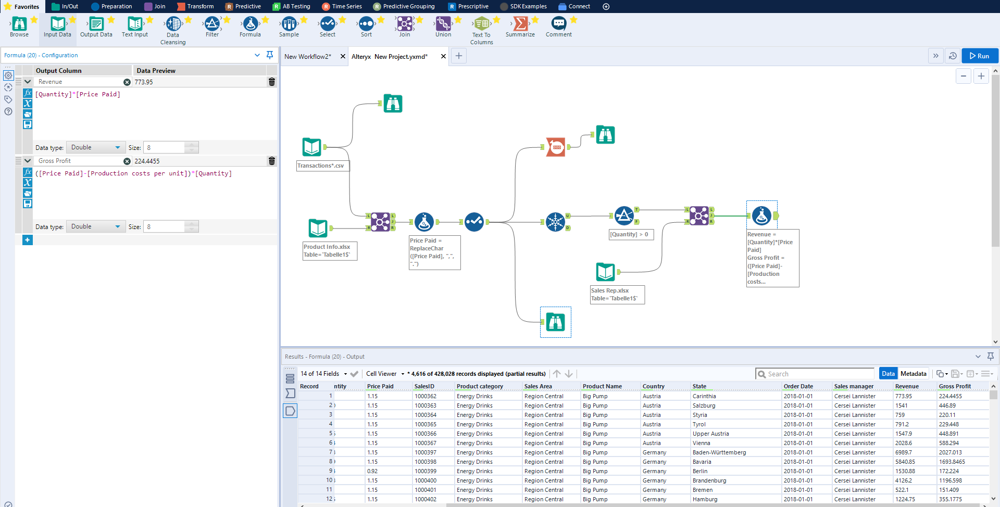 Favorites In/Out Preparation Join Transform Predictive AB Testing Time Series Predictive Grouping Prescriptive SDKExamples Connect
Browse Input Data Output Data Text Input Data Cleansing Filter Formula Sample Select Sort Join Union Text To Columns Summarize Comment
Formula (20) - Configuration
Output Column Data Preview
Revenue 773.95
[Quantity]*[Price Paid]
Data type: Double Size: 8
Gross Profit 224.4455
([Price Paid]-[Production costs per unit])*[Quantity]
Data type: Double Size: 8
New Workflow2* Alteryx New Project.yxmd* Run
Transactions*.csv
Product Info.xlsx
Table=`Tabelle1$`
Price Paid =
ReplaceChar
([Price Paid], ",",
".")
U
D
[Quantity] > 0
T
F
Sales Rep.xlsx
Table=`Tabelle1$`
L
R
L
J
R
L
R
L
J
R
Revenue =
[Quantity]*[Price
Paid]
Gross Profit =
([Price Paid]-
[Production
costs...
Results - Formula (20) - Output
14 of 14 Fields Cell Viewer * 4,616 of 428,028 records displayed (partial results) Search Data Metadata
Record ntity Price Paid SalesID Product category Sales Area Product Name Country State Order Date Sales manager Revenue Gross Profit
1 1.15 1000362 Energy Drinks Region Central Big Pump Austria Carinthia 2018-01-01 Cersei Lannister 773.95 224.4455
2 1.15 1000363 Energy Drinks Region Central Big Pump Austria Salzburg 2018-01-01 Cersei Lannister 1541 446.89
3 1.15 1000364 Energy Drinks Region Central Big Pump Austria Styria 2018-01-01 Cersei Lannister 759 220.11
4 1.15 1000365 Energy Drinks Region Central Big Pump Austria Tyrol 2018-01-01 Cersei Lannister 791.2 229.448
5 1.15 1000366 Energy Drinks Region Central Big Pump Austria Upper Austria 2018-01-01 Cersei Lannister 1547.9 448.891
6 1.15 1000367 Energy Drinks Region Central Big Pump Austria Vienna 2018-01-01 Cersei Lannister 2028.6 588.294
7 1.15 1000397 Energy Drinks Region Central Big Pump Germany Baden-Württemberg 2018-01-01 Cersei Lannister 6989.7 2027.013
8 1.15 1000398 Energy Drinks Region Central Big Pump Germany Bavaria 2018-01-01 Cersei Lannister 5840.85 1693.8465
9 0.92 1000399 Energy Drinks Region Central Big Pump Germany Berlin 2018-01-01 Cersei Lannister 1530.88 172.224
10 1.15 1000400 Energy Drinks Region Central Big Pump Germany Brandenburg 2018-01-01 Cersei Lannister 4126.2 1196.598
11 1.15 1000401 Energy Drinks Region Central Big Pump Germany Bremen 2018-01-01 Cersei Lannister 522.1 151.409
12 1.15 1000402 Energy Drinks Region Central Big Pump Germany Hamburg 2018-01-01 Cersei Lannister 1224.75 355.1775